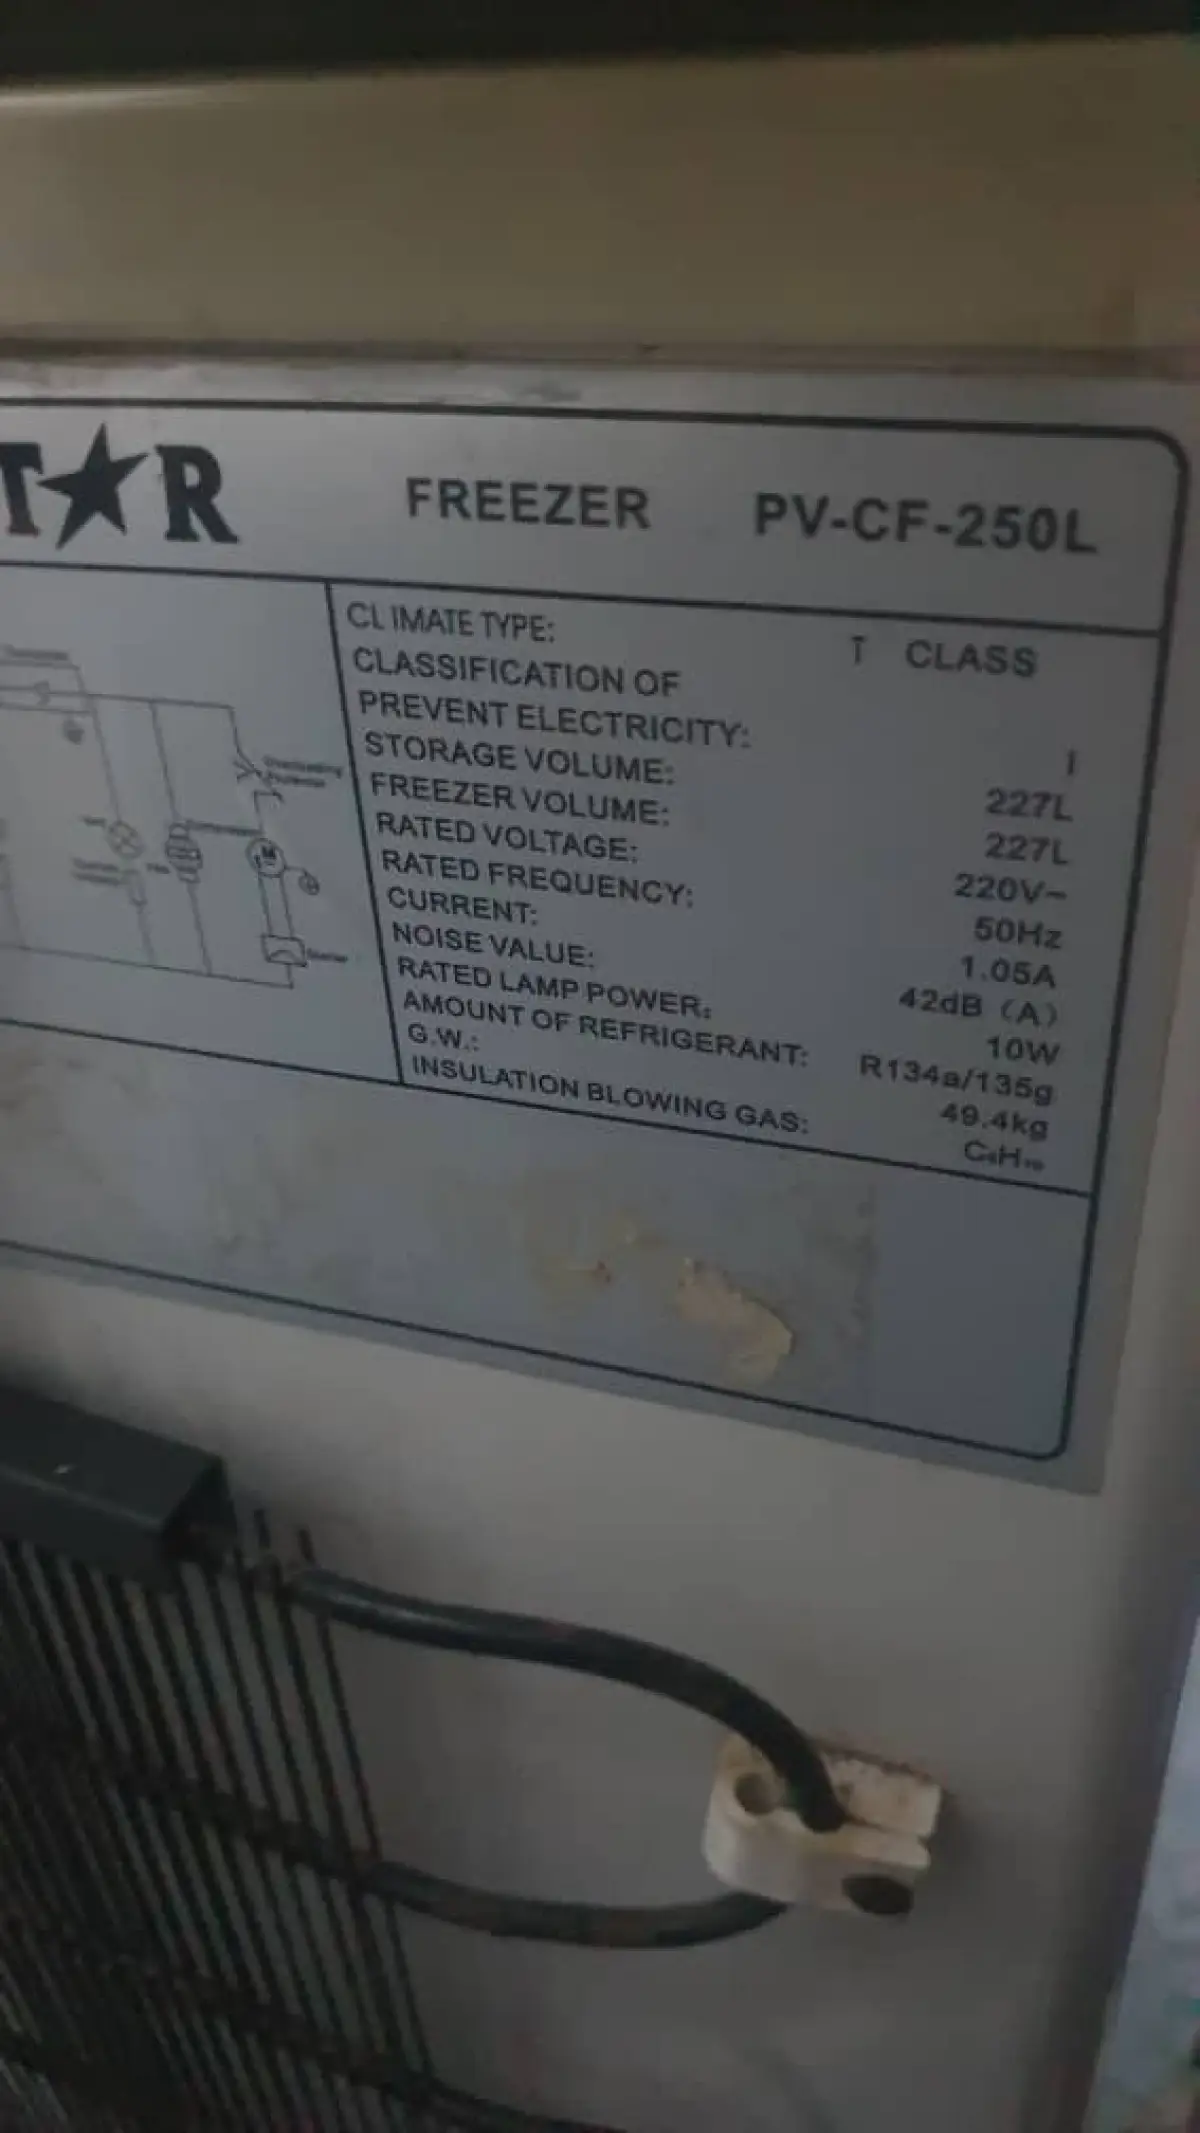 T★R FREEZER PV-CF-250L
CLIMATE TYPE: T CLASS
CLASSIFICATION OF
PREVENT ELECTRICITY: I
STORAGE VOLUME: 227L
FREEZER VOLUME: 227L
RATED VOLTAGE: 220V~
RATED FREQUENCY: 50Hz
CURRENT: 1.05A
NOISE VALUE: 42dB (A)
RATED LAMP POWER: 10W
AMOUNT OF REFRIGERANT: R134a/135g
G.W.: 49.4kg
INSULATION BLOWING GAS:
M